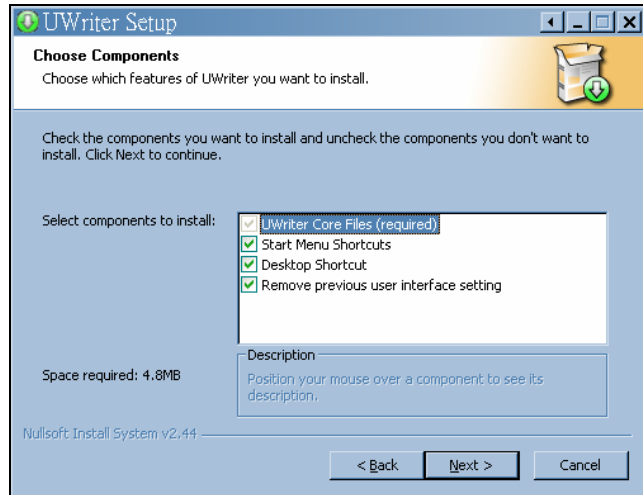 UWriter Setup
Choose Components
Choose which features of UWriter you want to install.
Check the components you want to install and uncheck the components you don't want to
install. Click Next to continue.
Select components to install:
UWriter Core Files (required)
Start Menu Shortcuts
Desktop Shortcut
Remove previous user interface setting
Space required: 4.8MB
Description
Position your mouse over a component to see its
description.
Nullsoft Install System v2.44
< Back
Next >
Cancel